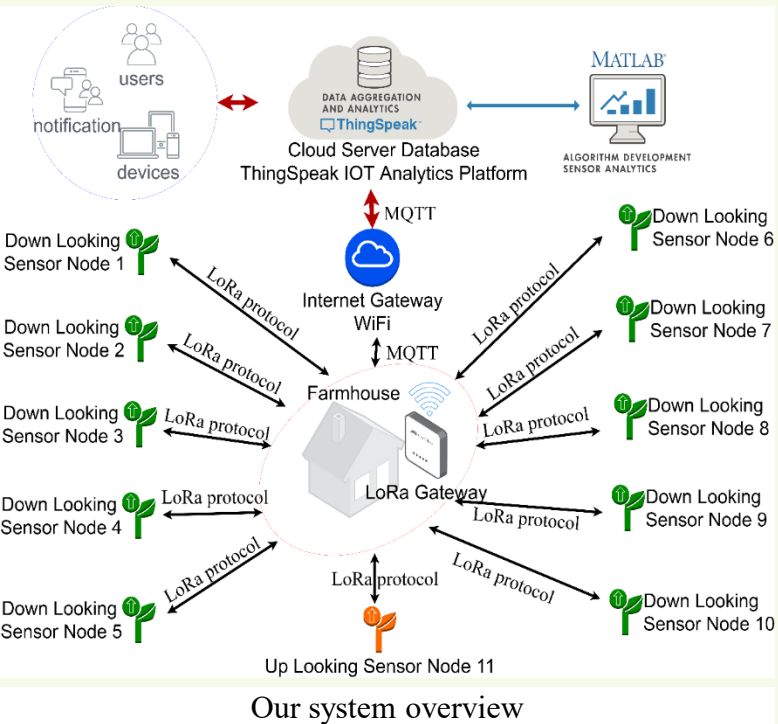 users
notification
devices
DATA AGGREGATION
AND ANALYTICS
ThingSpeak™
Cloud Server Database
ThingSpeak IOT Analytics Platform
MATLAB®
ALGORITHM DEVELOPMENT
SENSOR ANALYTICS
MQTT
Internet Gateway
WiFi
MQTT
Down Looking
Sensor Node 1
LoRa protocol
Down Looking
Sensor Node 2
LoRa protocol
Down Looking
Sensor Node 3
LoRa protocol
Down Looking
Sensor Node 4
LoRa protocol
Down Looking
Sensor Node 5
LoRa protocol
Farmhouse
LoRa Gateway
Down Looking
Sensor Node 6
LoRa protocol
Down Looking
Sensor Node 7
LoRa protocol
Down Looking
Sensor Node 8
LoRa protocol
Down Looking
Sensor Node 9
LoRa protocol
Down Looking
Sensor Node 10
LoRa protocol
LoRa protocol
Up Looking Sensor Node 11
Our system overview